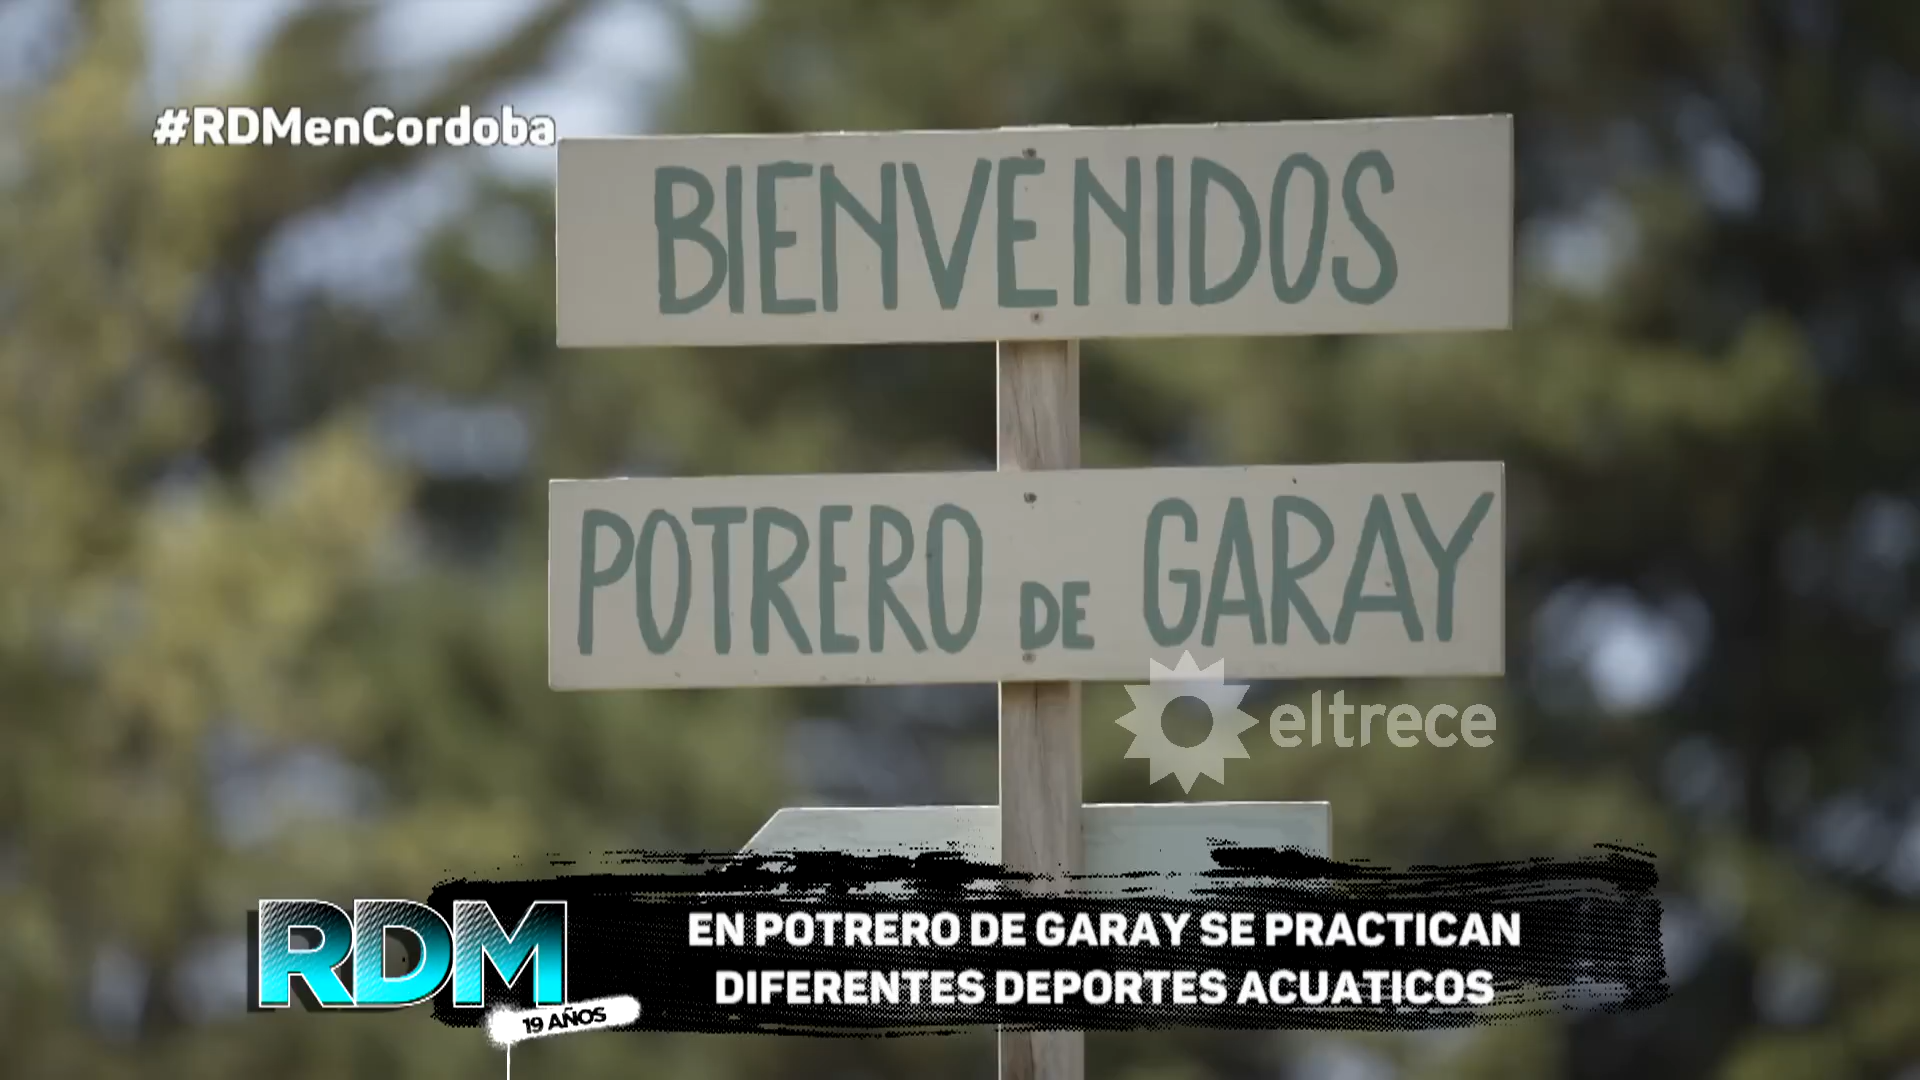 #RDMenCordoba
BIENVENIDOS
POTRERO DE GARAY
eltrece
RDM
19 AÑOS
EN POTRERO DE GARAY SE PRACTICAN
DIFERENTES DEPORTES ACUATICOS